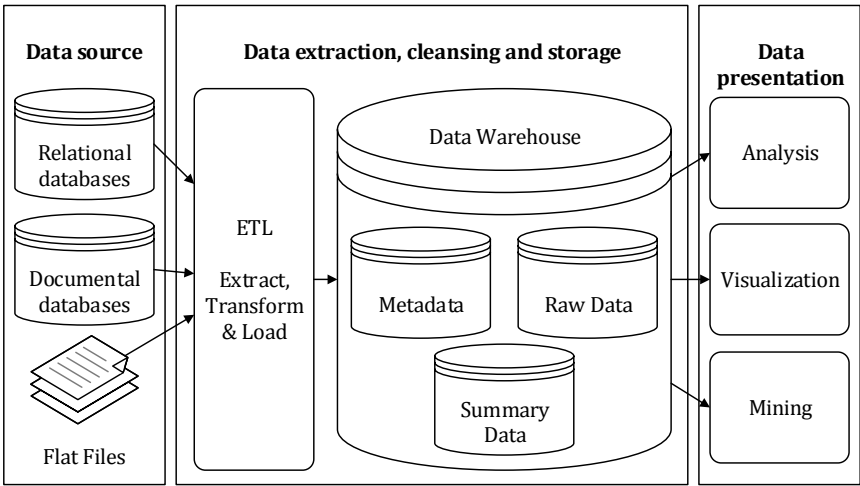 Data source
Relational
databases
Documental
databases
Flat Files
Data extraction, cleansing and storage
ETL
Extract,
Transform
& Load
Data Warehouse
Metadata
Raw Data
Summary
Data
Data
presentation
Analysis
Visualization
Mining